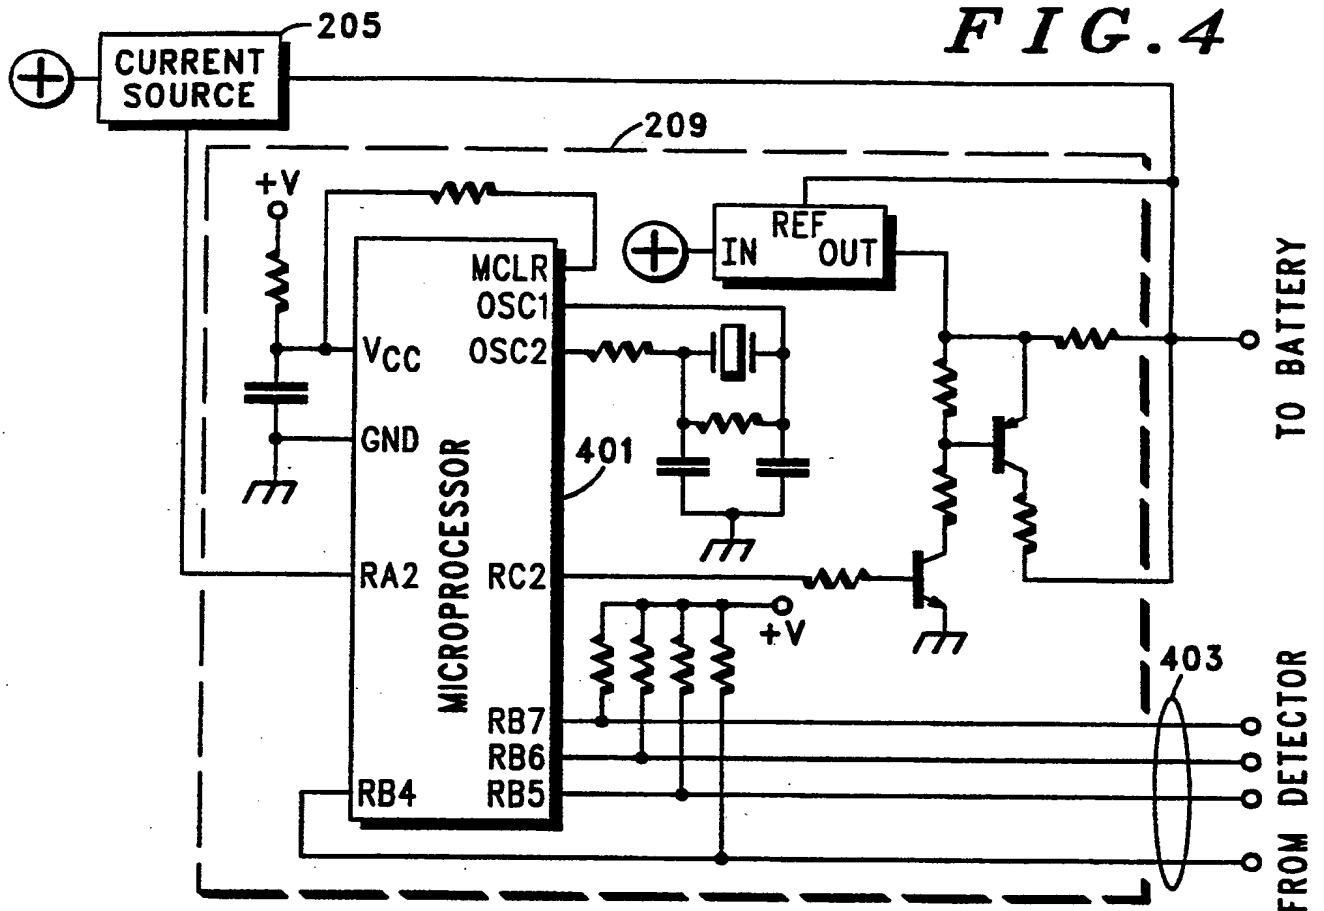 FIG.4
205
CURRENT
SOURCE
209
+V
REF
IN
OUT
MCLR
OSC1
VCC
OSC2
GND
401
MICROPROCESSOR
RA2
RC2
+V
RB7
RB6
RB4
RB5
403
TO BATTERY
FROM DETECTOR